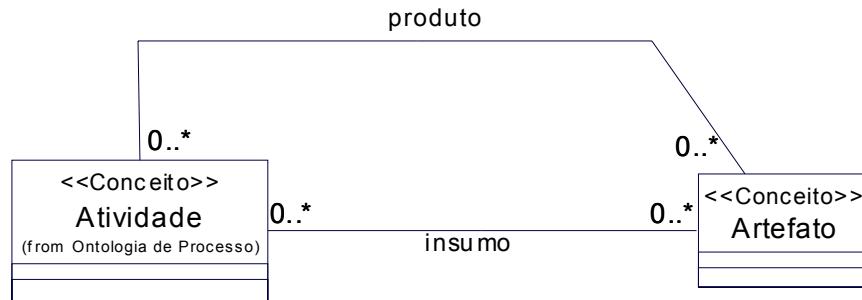 produto
0..*
0..*
<<Conceito>>
Atividade
(from Ontologia de Processo)
0..*
0..*
insumo
<<Conceito>>
Artefato